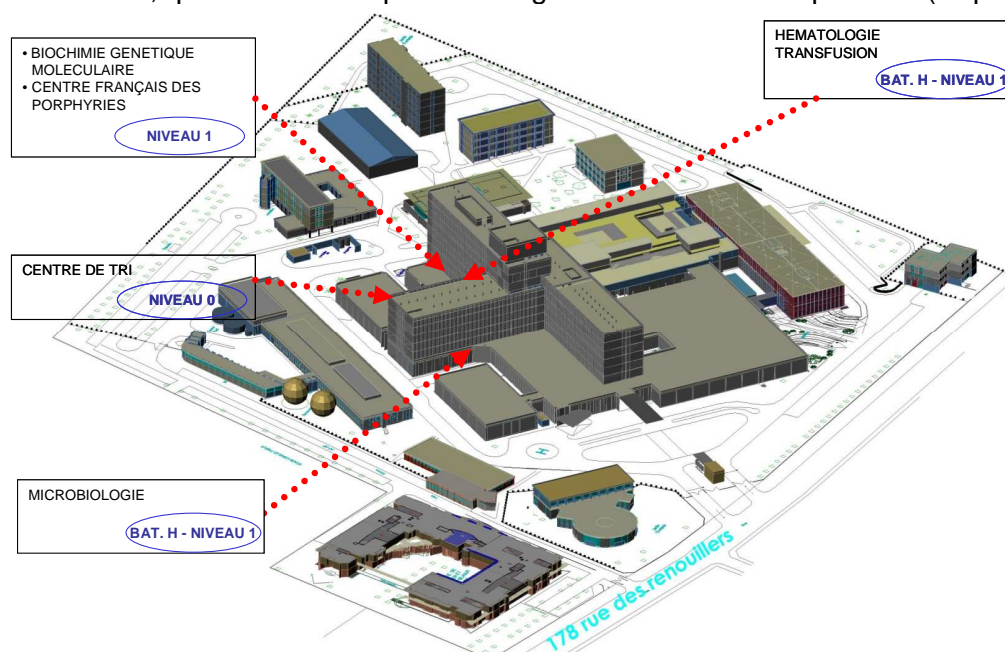 • BIOCHIMIE GENETIQUE
MOLECULAIRE
• CENTRE FRANÇAIS DES
PORPHYRIES
NIVEAU 1
HEMATOLOGIE
TRANSFUSION
BAT. H - NIVEAU 1
CENTRE DE TRI
NIVEAU 0
MICROBIOLOGIE
BAT. H - NIVEAU 1
H
178 rue des renouillers